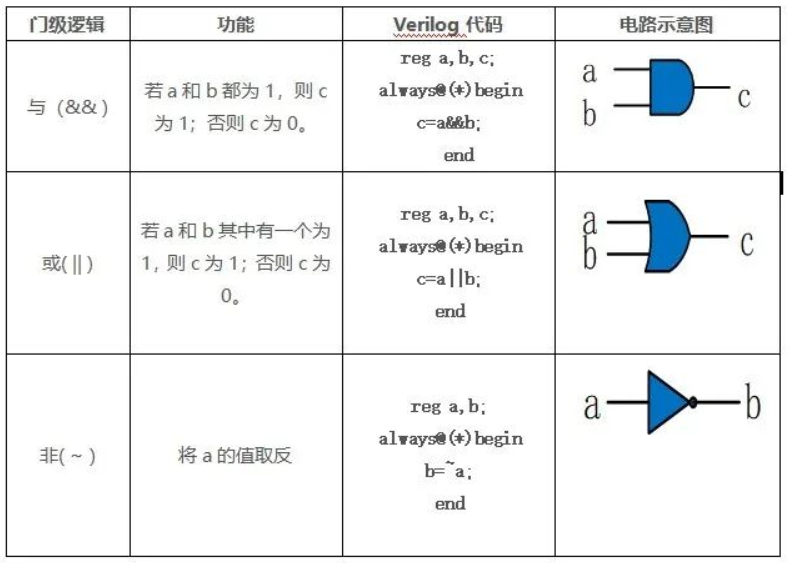 门级逻辑 功能 Verilog 代码 电路示意图
与（&&）
若 a 和 b 都为 1，则 c
为 1；否则 c 为 0。
reg a,b,c;
always@(*)begin
c=a&&b;
end
a
b
c
或( || )
若 a 和 b 其中有一个为
1，则 c 为 1；否则 c 为
0。
reg a,b,c;
always@(*)begin
c=a||b;
end
a
b
c
非( ~ )
将 a 的值取反
reg a,b;
always@(*)begin
b=~a;
end
a
b